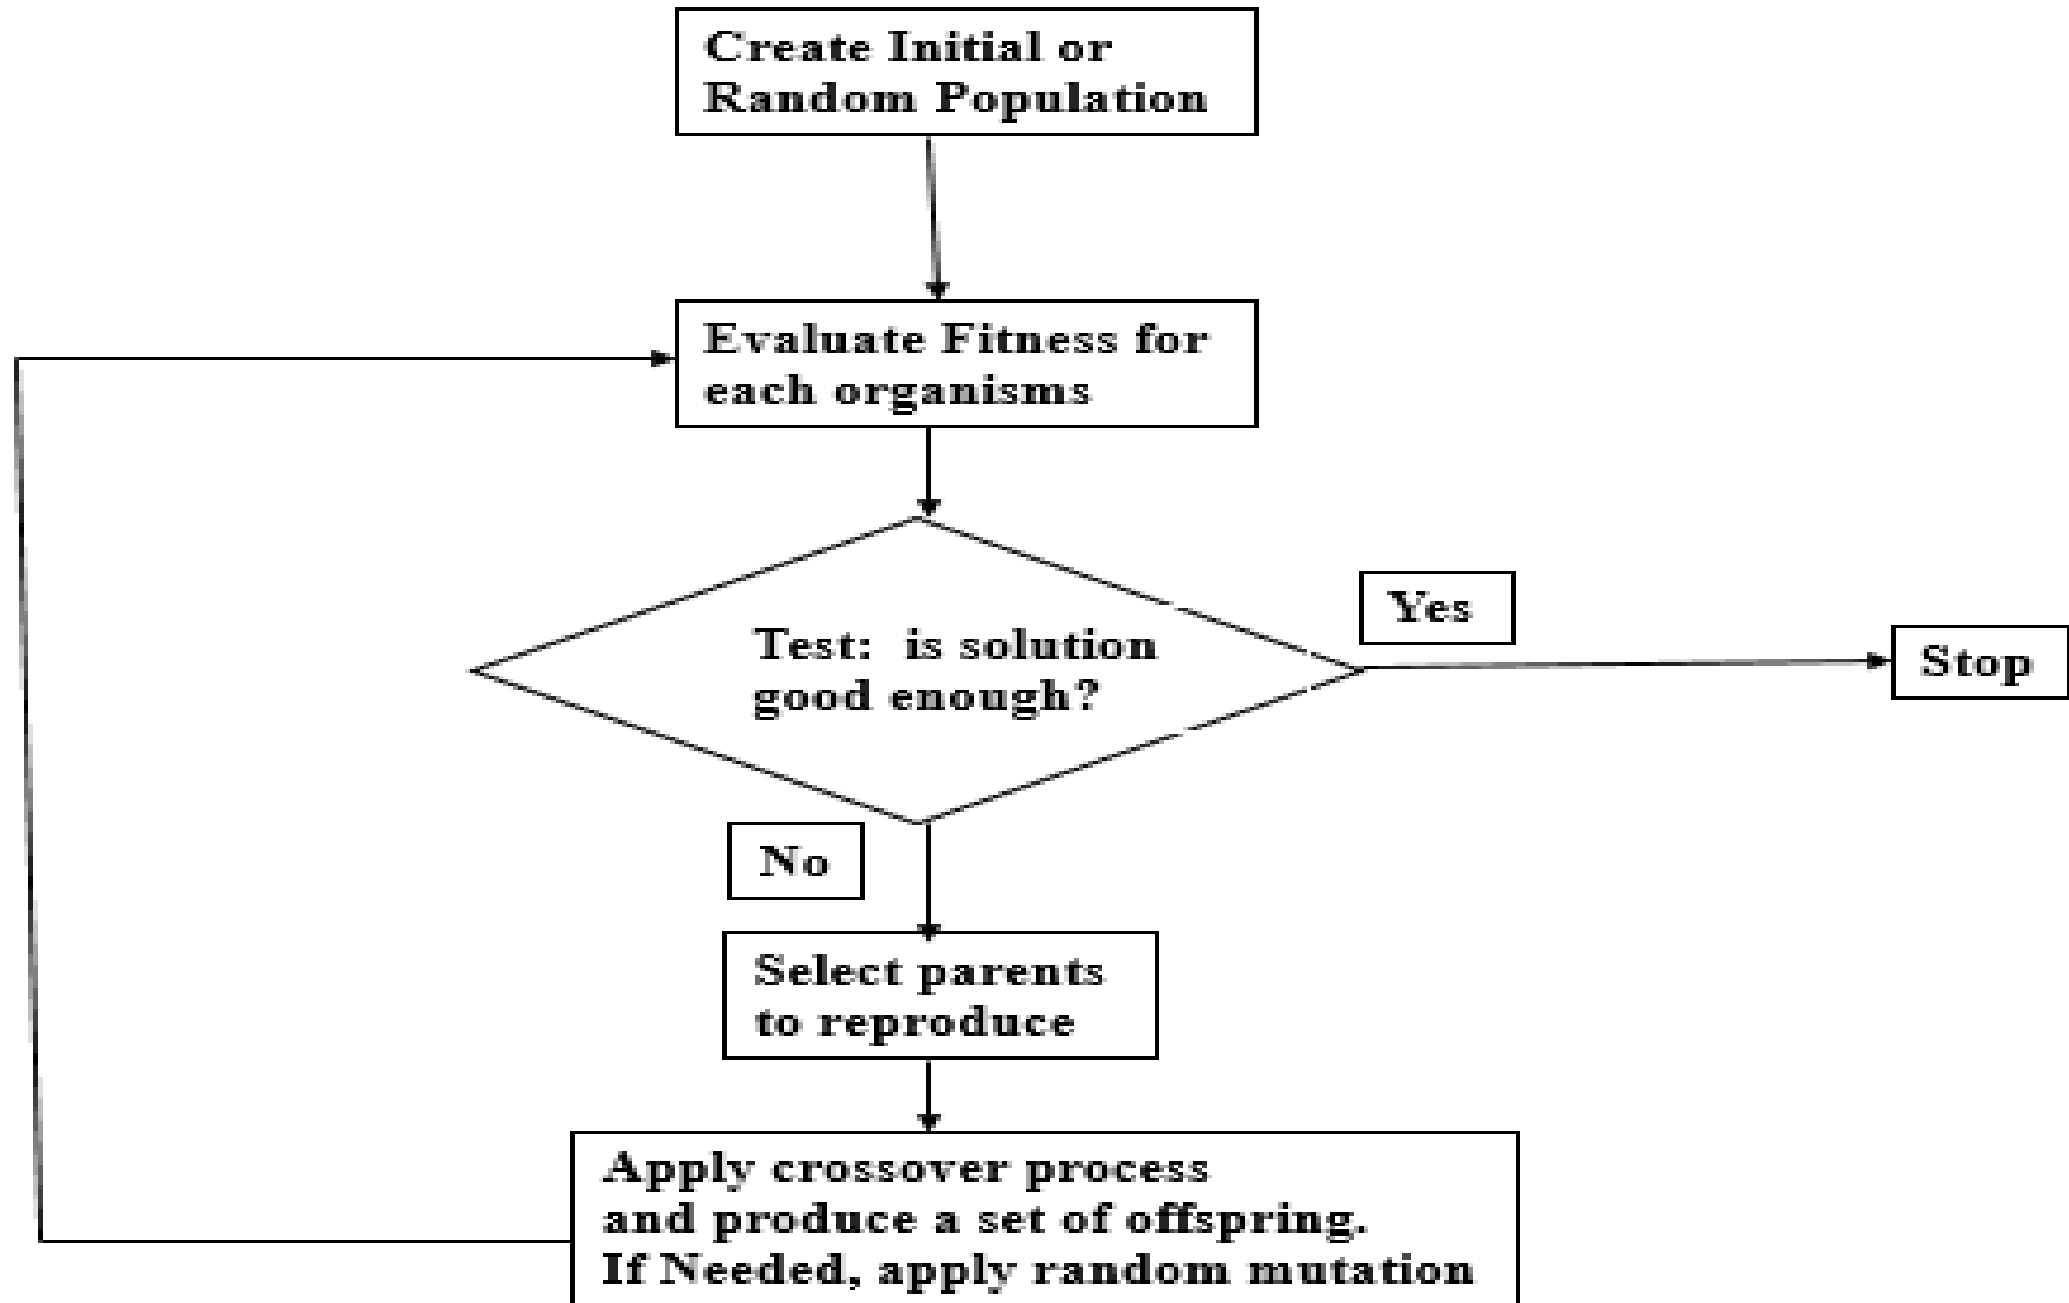 Create Initial or
Random Population
Evaluate Fitness for
each organisms
Test: is solution
good enough?
Yes
Stop
No
Select parents
to reproduce
Apply crossover process
and produce a set of offspring.
If Needed, apply random mutation